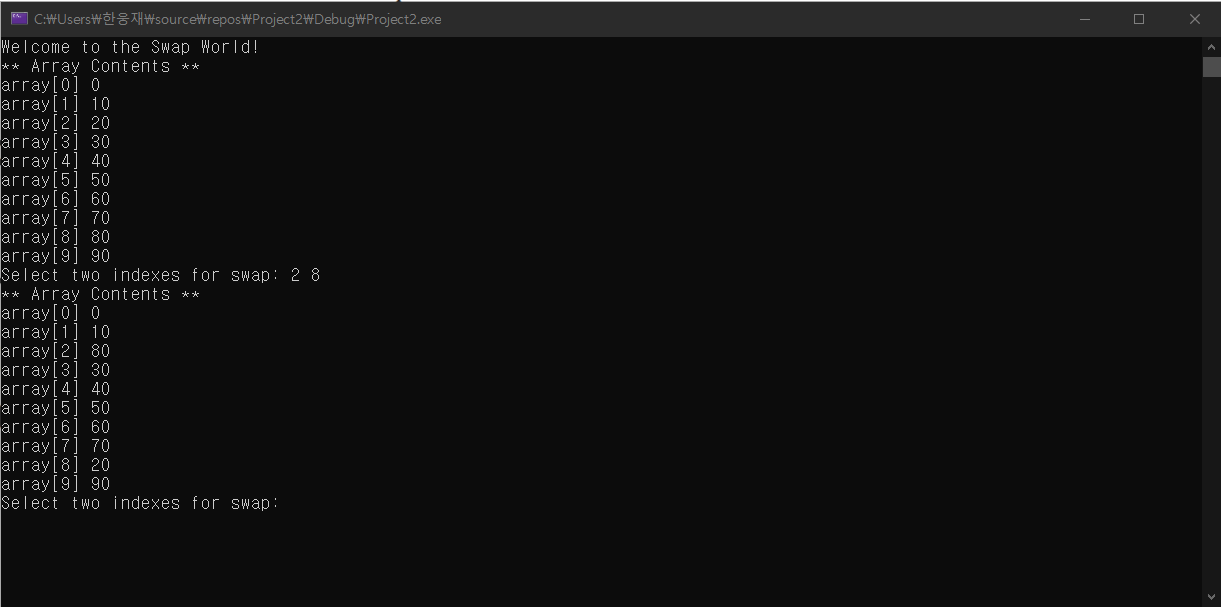 C:₩Users₩한웅재₩source₩repos₩Project2₩Debug₩Project2.exe
Welcome to the Swap World!
** Array Contents **
array[0] 0
array[1] 10
array[2] 20
array[3] 30
array[4] 40
array[5] 50
array[6] 60
array[7] 70
array[8] 80
array[9] 90
Select two indexes for swap: 2 8
** Array Contents **
array[0] 0
array[1] 10
array[2] 80
array[3] 30
array[4] 40
array[5] 50
array[6] 60
array[7] 70
array[8] 20
array[9] 90
Select two indexes for swap: